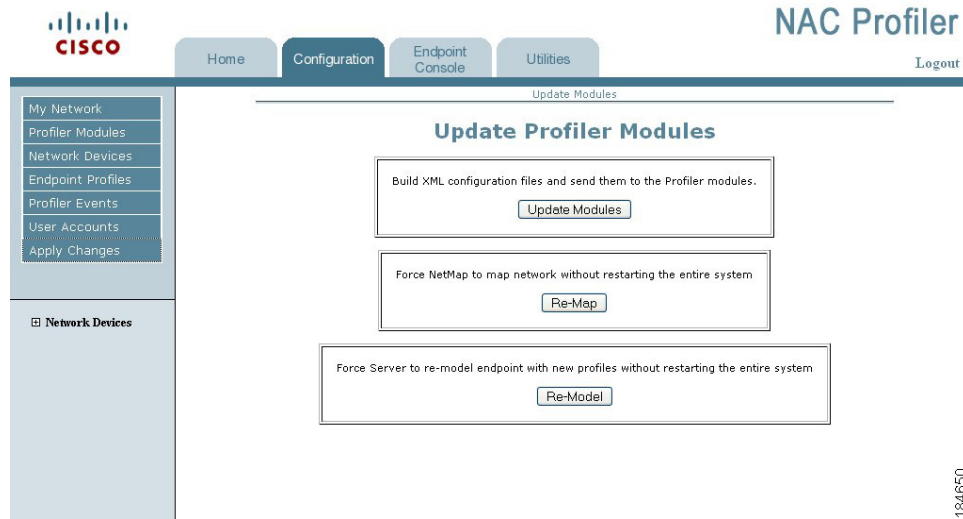 CISCO
NAC Profiler
Home
Configuration
Endpoint
Console
Utilities
Logout
My Network
Profiler Modules
Network Devices
Endpoint Profiles
Profiler Events
User Accounts
Apply Changes
Network Devices
Update Modules
Update Profiler Modules
Build XML configuration files and send them to the Profiler modules.
Update Modules
Force NetMap to map network without restarting the entire system
Re-Map
Force Server to re-model endpoint with new profiles without restarting the entire system
Re-Model
184650